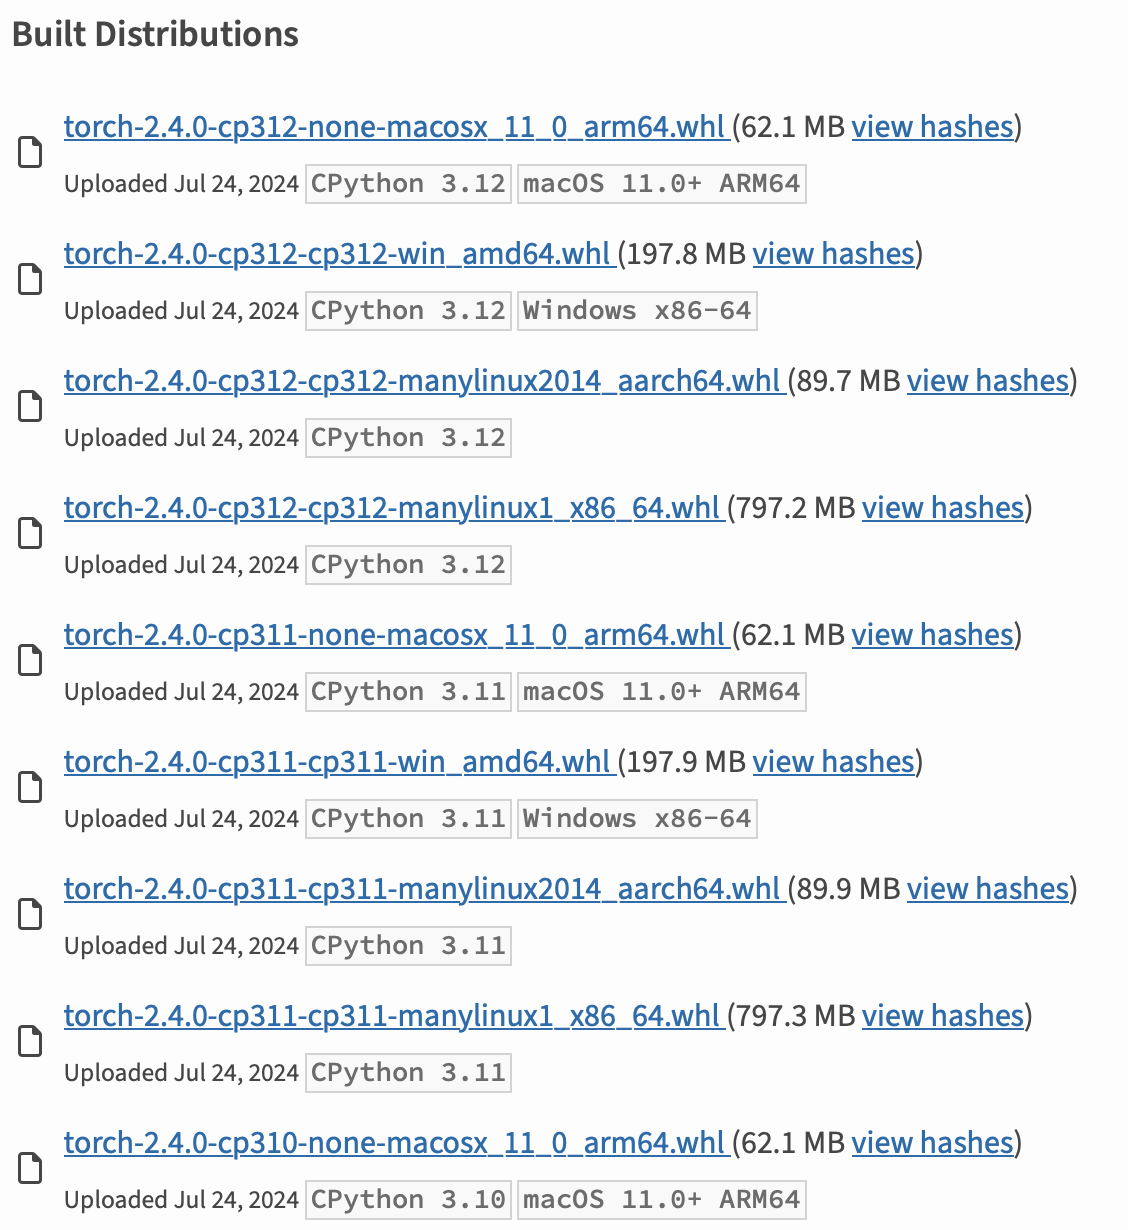 Built Distributions
torch-2.4.0-cp312-none-macosx_11_0_arm64.whl (62.1 MB view hashes)
Uploaded Jul 24, 2024 CPython 3.12 macOS 11.0+ ARM64
torch-2.4.0-cp312-cp312-win_amd64.whl (197.8 MB view hashes)
Uploaded Jul 24, 2024 CPython 3.12 Windows x86-64
torch-2.4.0-cp312-cp312-manylinux2014_aarch64.whl (89.7 MB view hashes)
Uploaded Jul 24, 2024 CPython 3.12
torch-2.4.0-cp312-cp312-manylinux1_x86_64.whl (797.2 MB view hashes)
Uploaded Jul 24, 2024 CPython 3.12
torch-2.4.0-cp311-none-macosx_11_0_arm64.whl (62.1 MB view hashes)
Uploaded Jul 24, 2024 CPython 3.11 macOS 11.0+ ARM64
torch-2.4.0-cp311-cp311-win_amd64.whl (197.9 MB view hashes)
Uploaded Jul 24, 2024 CPython 3.11 Windows x86-64
torch-2.4.0-cp311-cp311-manylinux2014_aarch64.whl (89.9 MB view hashes)
Uploaded Jul 24, 2024 CPython 3.11
torch-2.4.0-cp311-cp311-manylinux1_x86_64.whl (797.3 MB view hashes)
Uploaded Jul 24, 2024 CPython 3.11
torch-2.4.0-cp310-none-macosx_11_0_arm64.whl (62.1 MB view hashes)
Uploaded Jul 24, 2024 CPython 3.10 macOS 11.0+ ARM64